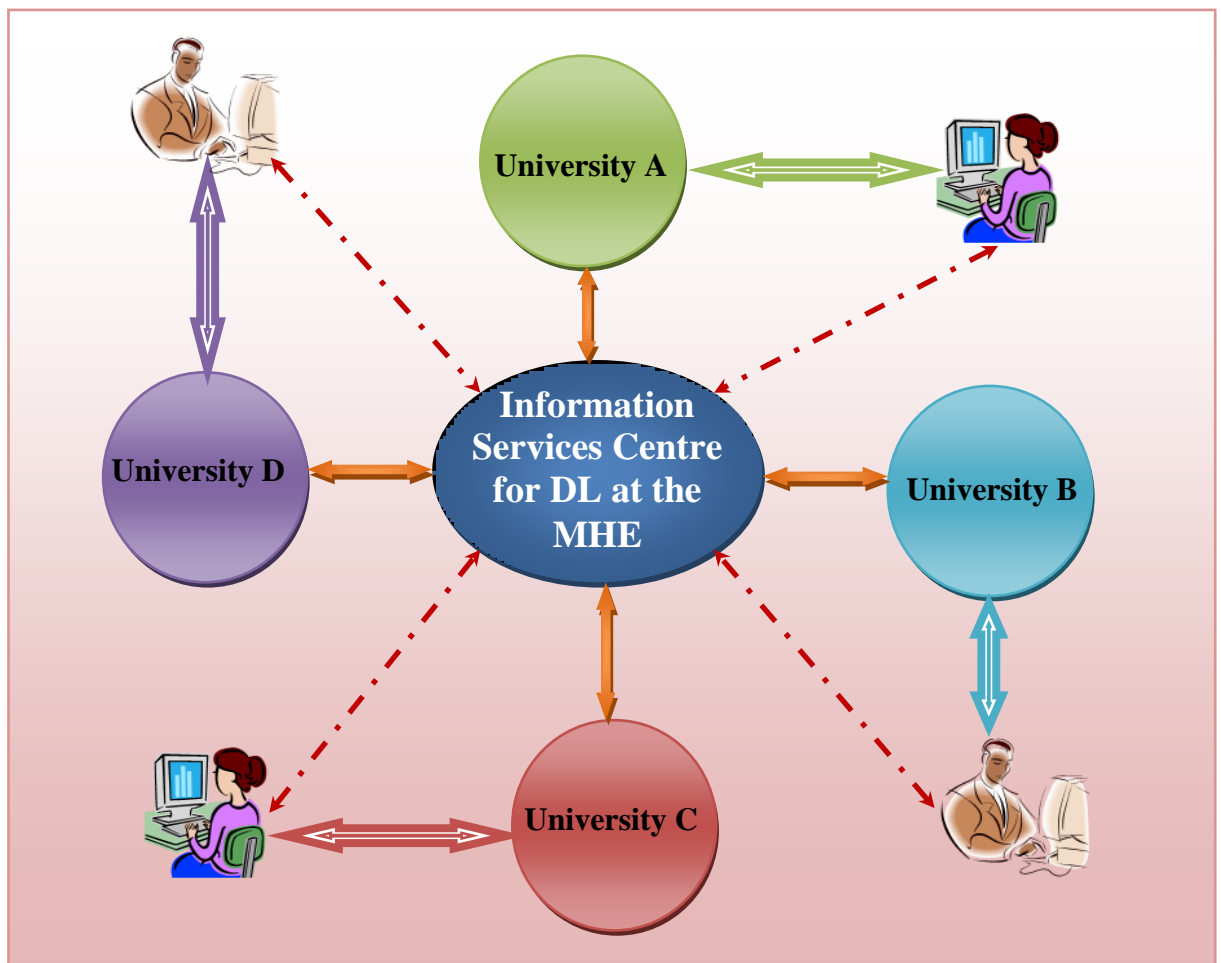 University A
Information
Services Centre
for DL at the
MHE
University D
University B
University C